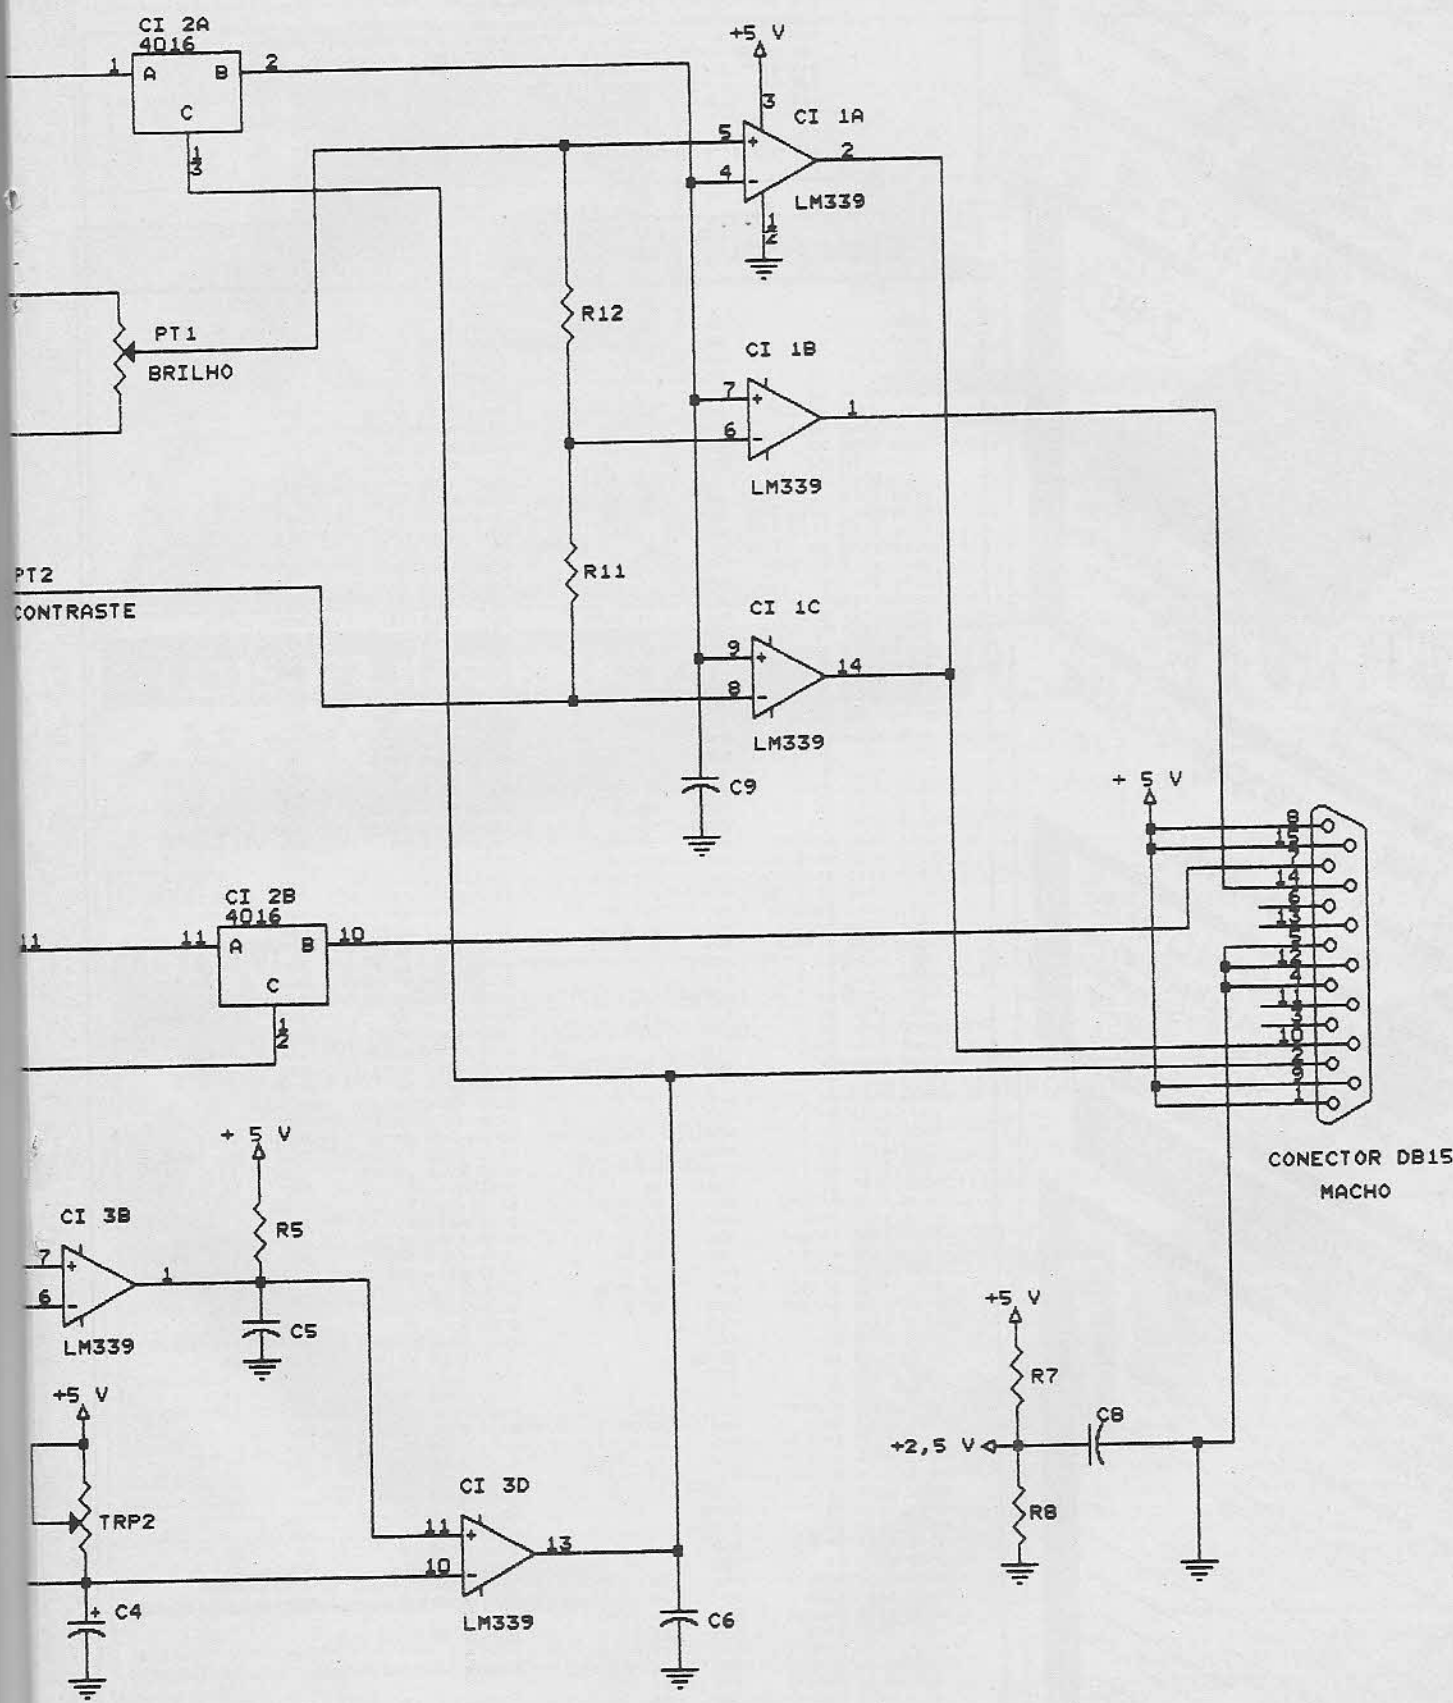 CI 2A
4016
1 A B 2
C
13
+5 V
3
CI 1A
5 +
4 -
2
LM339
12
R12
PT1
BRILHO
CI 1B
7 +
6 -
1
LM339
PT2
CONTRASTE
R11
CI 1C
9 +
8 -
14
LM339
C9
+ 5 V
8
15
7
14
6
13
5
12
4
11
3
10
2
9
1
CONECTOR DB15
MACHO
CI 2B
4016
11 11 A B 10
C
12
+ 5 V
R5
CI 3B
7 +
6 -
1
LM339
C5
+5 V
TRP2
+ C4
CI 3D
11 +
10 -
13
LM339
C6
+5 V
R7
C8
+2,5 V
R8